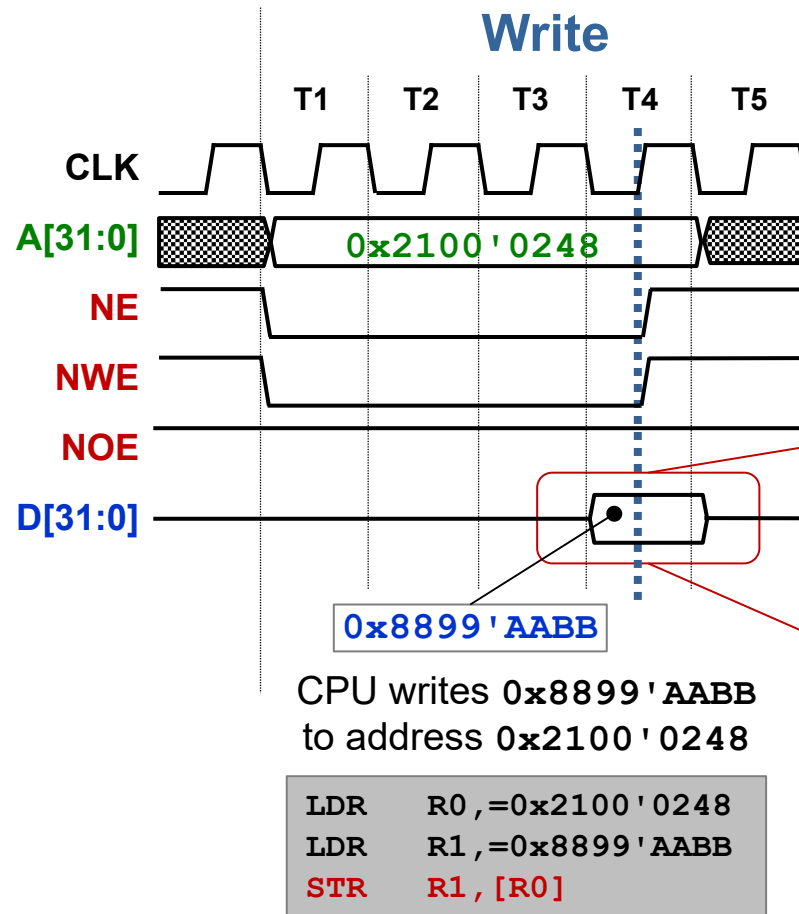 Write
T1 T2 T3 T4 T5
CLK
A[31:0] 0x2100'0248
NE
NWE
NOE
D[31:0]
0x8899'AABB
CPU writes 0x8899'AABB
to address 0x2100'0248
LDR R0,=0x2100'0248
LDR R1,=0x8899'AABB
STR R1,[R0]